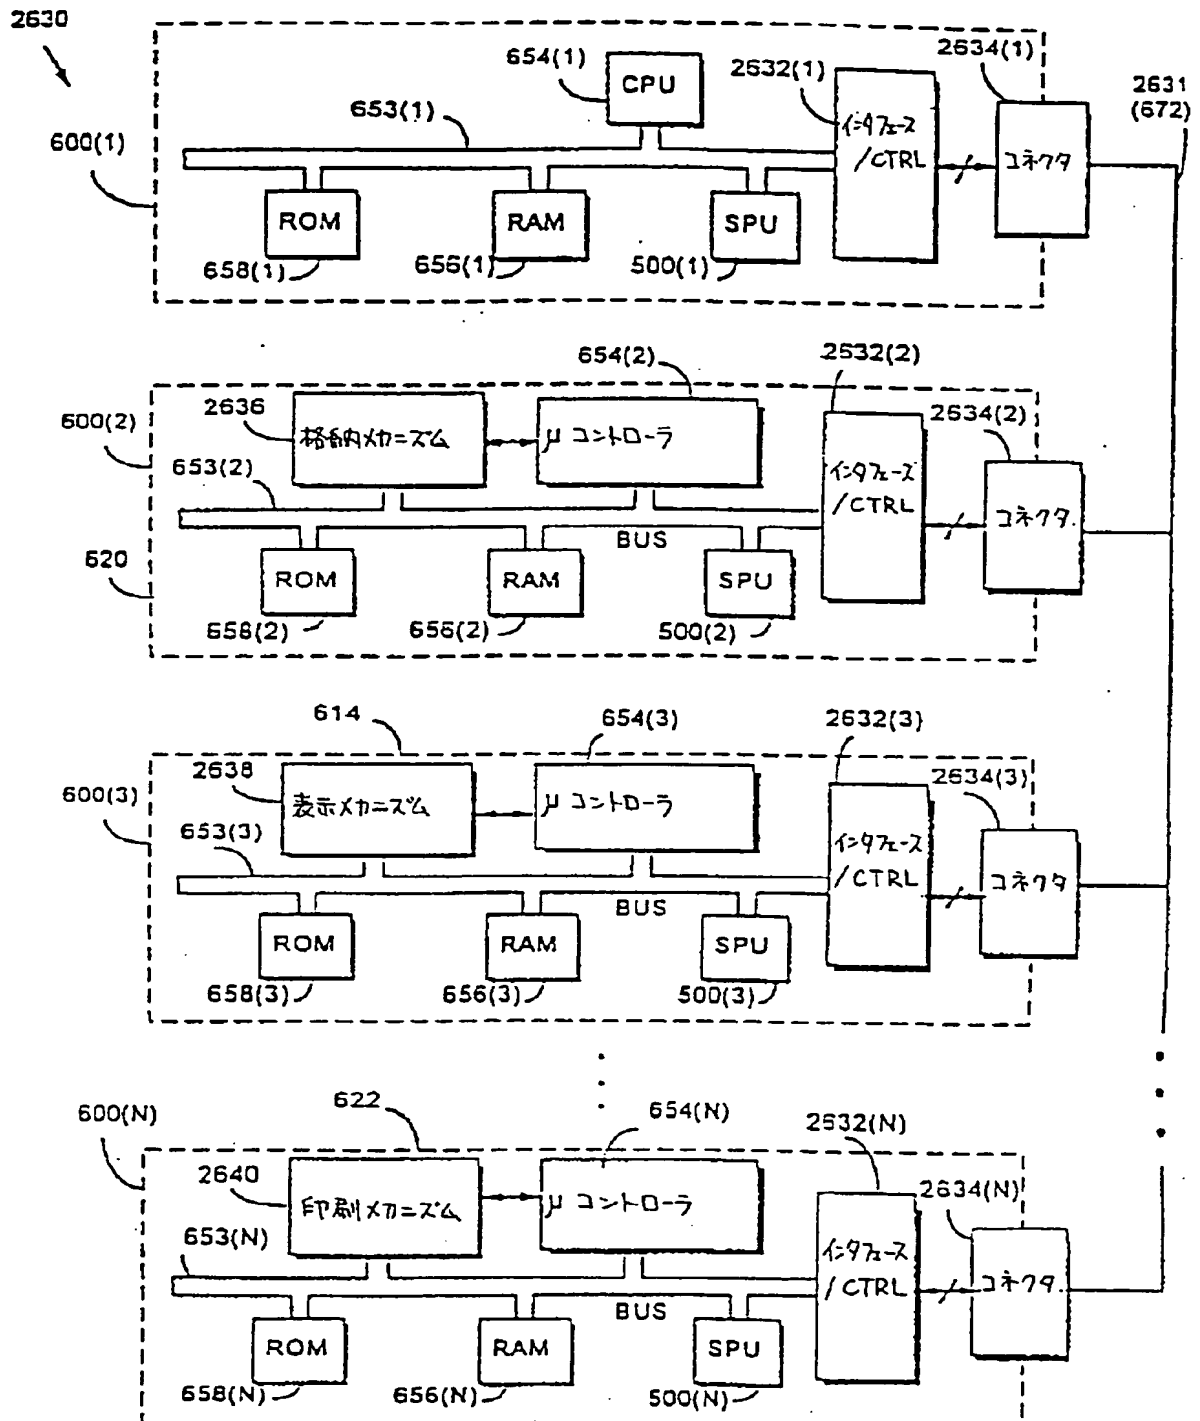 2630
600(1)
653(1)
654(1)
CPU
2632(1)
インタフェース
/CTRL
2634(1)
コネクタ
2631
(672)
ROM
658(1)
RAM
656(1)
SPU
500(1)
600(2)
620
2636
格納メカニズム
653(2)
654(2)
μコントローラ
2632(2)
インタフェーズ
/CTRL
2634(2)
コネクタ
BUS
ROM
658(2)
RAM
656(2)
SPU
500(2)
614
600(3)
2638
表示メカニズム
653(3)
654(3)
μコントローラ
2632(3)
インタフェース
/CTRL
2634(3)
コネクタ
BUS
ROM
658(3)
RAM
656(3)
SPU
500(3)
622
600(N)
2640
印刷メカニズム
653(N)
654(N)
μコントローラ
2632(N)
インタフェース
/CTRL
2634(N)
コネクタ
BUS
ROM
658(N)
RAM
656(N)
SPU
500(N)